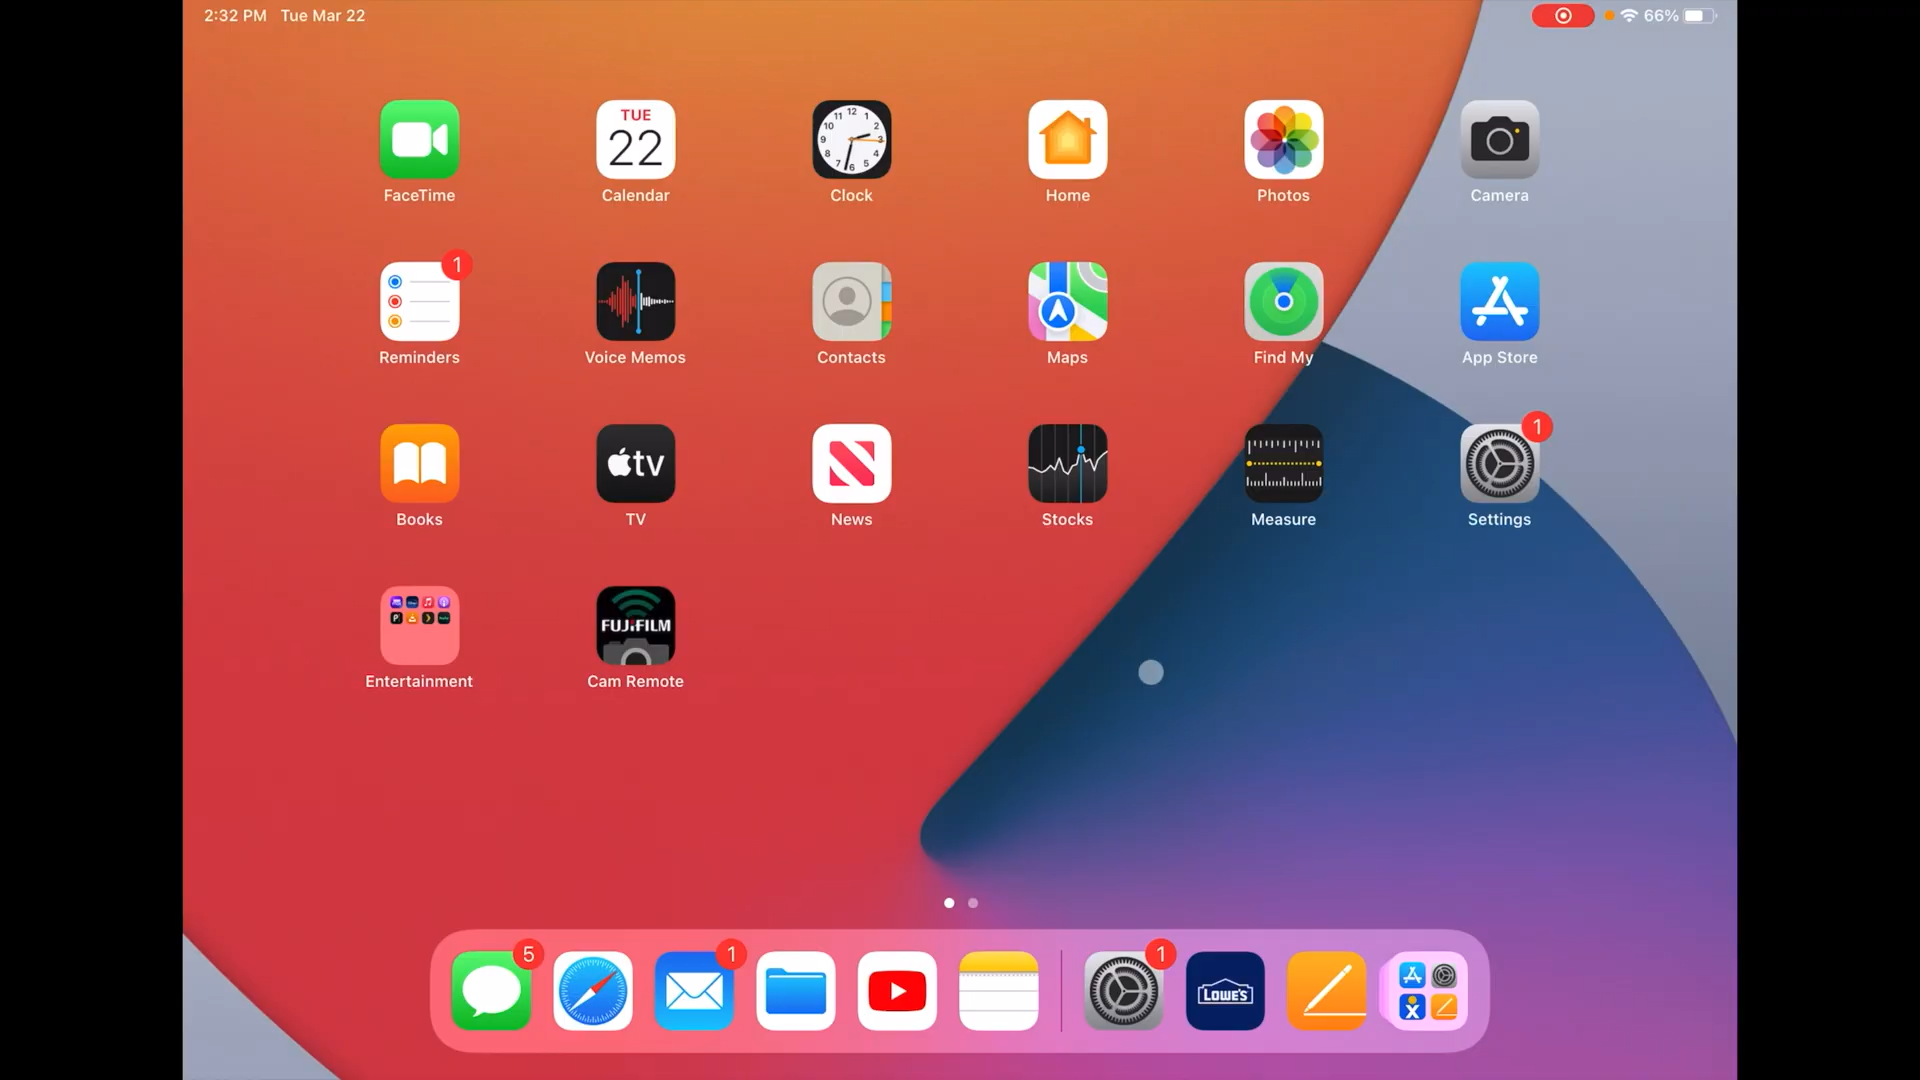 2:32 PM Tue Mar 22
66%
TUE
22
FaceTime
Calendar
Clock
Home
Photos
Camera
1
Reminders
Voice Memos
Contacts
Maps
Find My
App Store
tv
1
Books
TV
News
Stocks
Measure
Settings
FUJIFILM
Entertainment
Cam Remote
5
1
1
LOWE'S